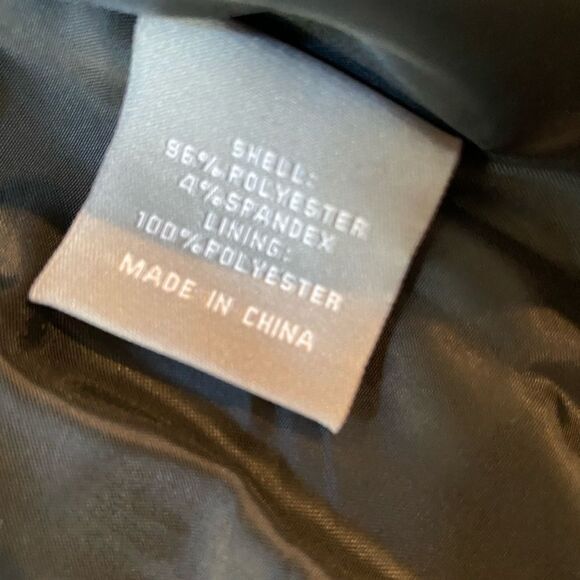 SHELL:
96%POLYESTER
4%SPANDEX
LINING:
100%POLYESTER
MADE IN CHINA